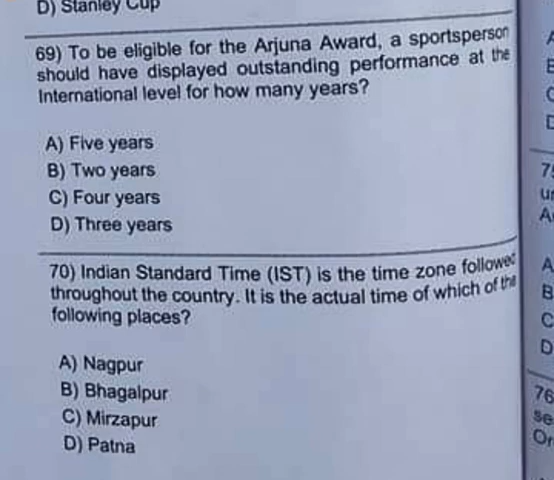 D) Stanley Cup
69) To be eligible for the Arjuna Award, a sportsperson
should have displayed outstanding performance at the
International level for how many years?
A) Five years
B) Two years
C) Four years
D) Three years
70) Indian Standard Time (IST) is the time zone followed
throughout the country. It is the actual time of which of the
following places?
A) Nagpur
B) Bhagalpur
C) Mirzapur
D) Patna
A
B
C
D
76
se